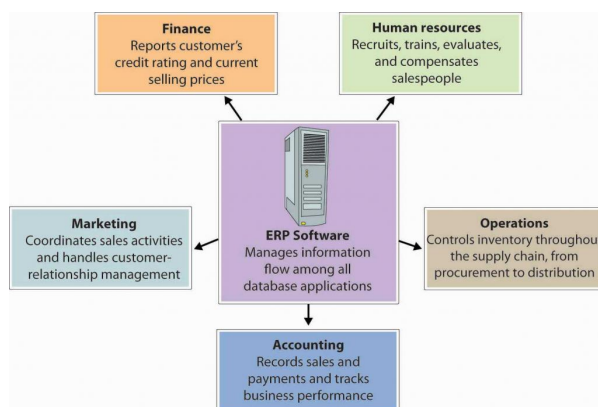 Finance
Reports customer's
credit rating and current
selling prices
Human resources
Recruits, trains, evaluates,
and compensates
salespeople
ERP Software
Manages information
flow among all
database applications
Marketing
Coordinates sales activities
and handles customer-
relationship management
Operations
Controls inventory throughout
the supply chain, from
procurement to distribution
Accounting
Records sales and
payments and tracks
business performance